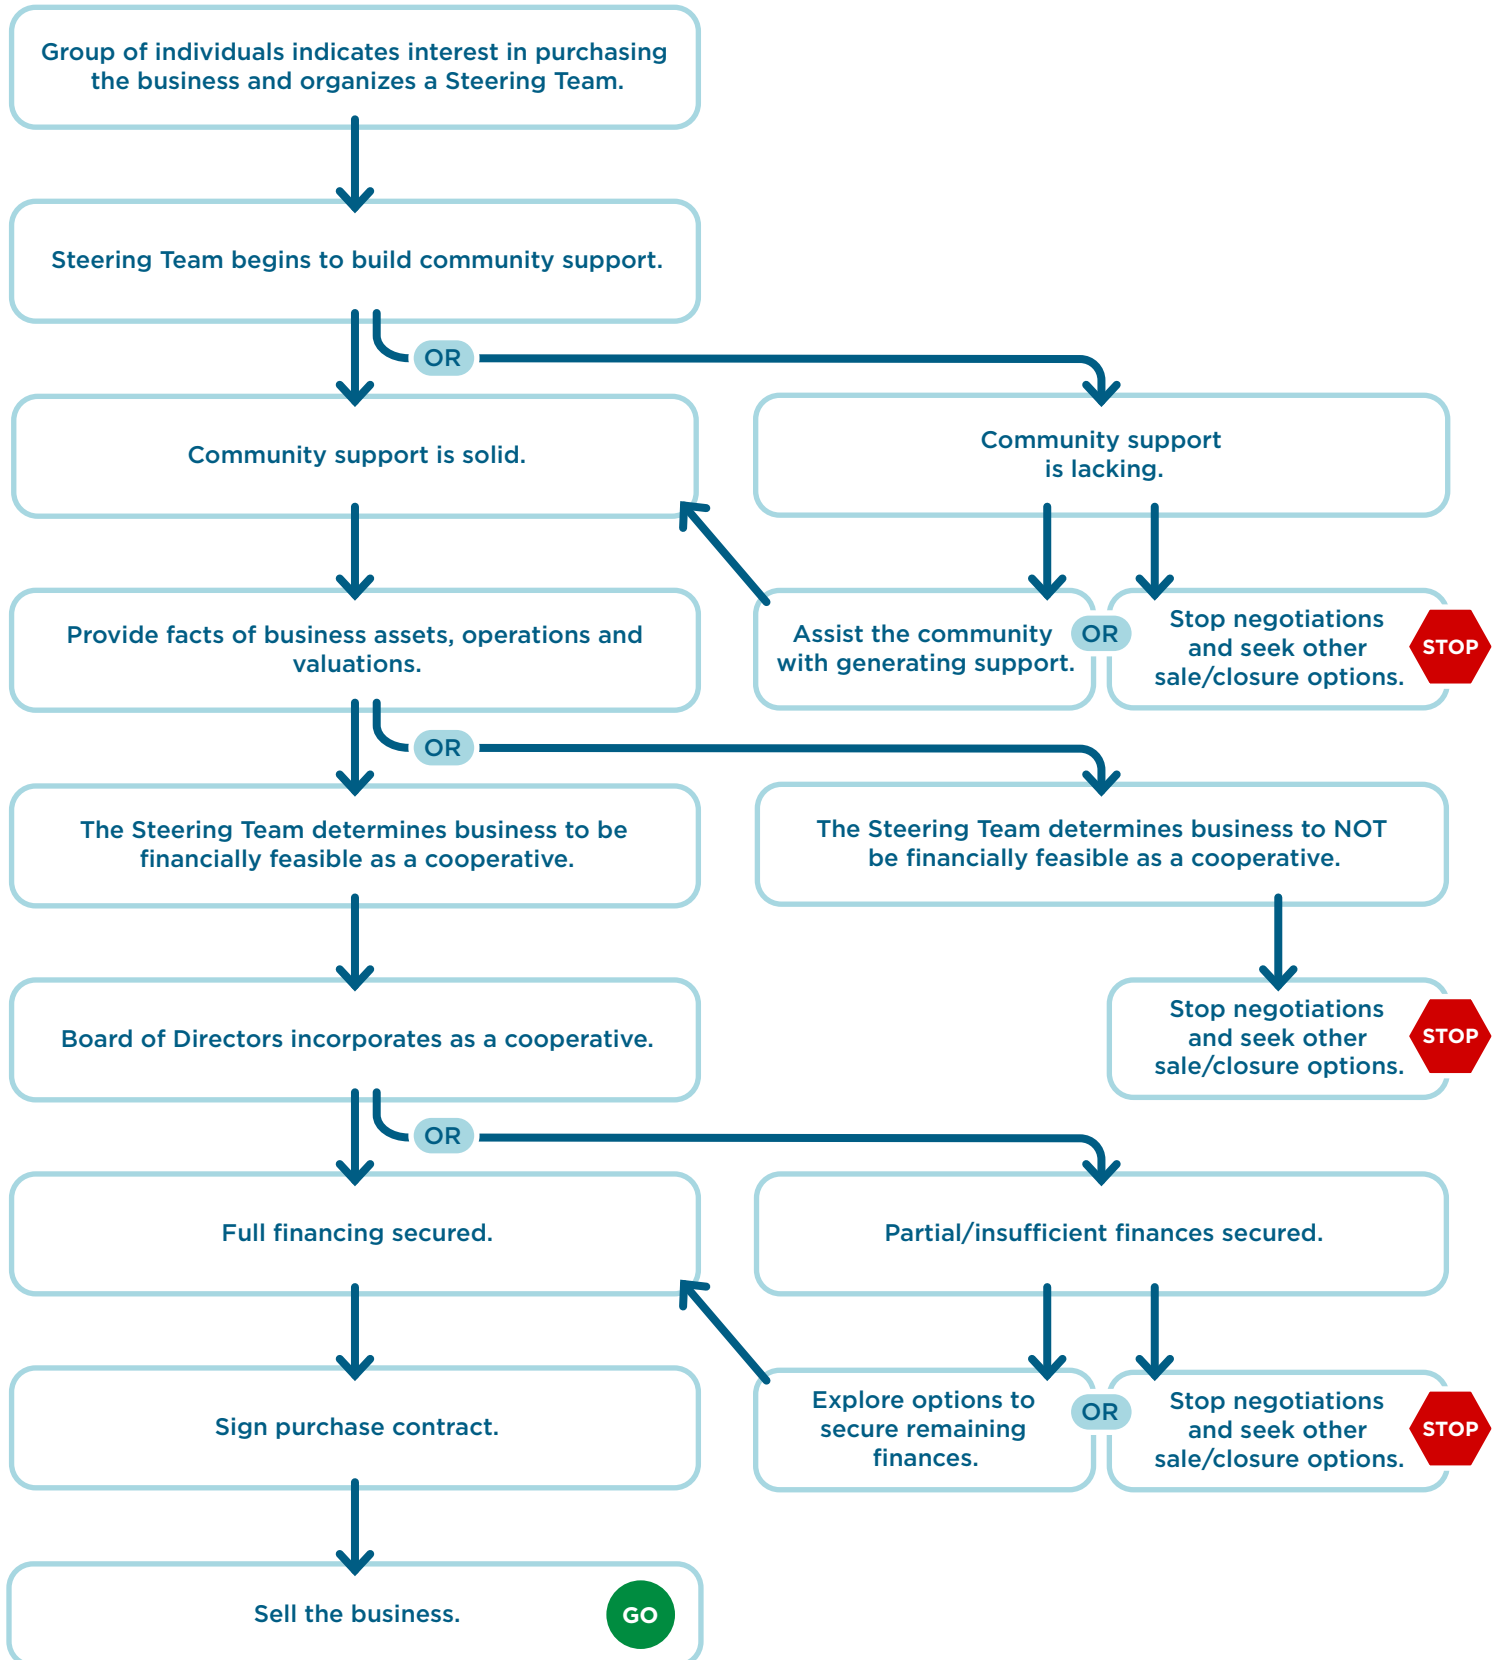 Group of individuals indicates interest in purchasing
the business and organizes a Steering Team.
Steering Team begins to build community support.
OR
Community support is solid.
Community support
is lacking.
Provide facts of business assets, operations and
valuations.
Assist the community
with generating support.
OR
Stop negotiations
and seek other
sale/closure options.
STOP
OR
The Steering Team determines business to be
financially feasible as a cooperative.
The Steering Team determines business to NOT
be financially feasible as a cooperative.
Board of Directors incorporates as a cooperative.
Stop negotiations
and seek other
sale/closure options.
STOP
OR
Full financing secured.
Partial/insufficient finances secured.
Sign purchase contract.
Explore options to
secure remaining
finances.
OR
Stop negotiations
and seek other
sale/closure options.
STOP
Sell the business.
GO